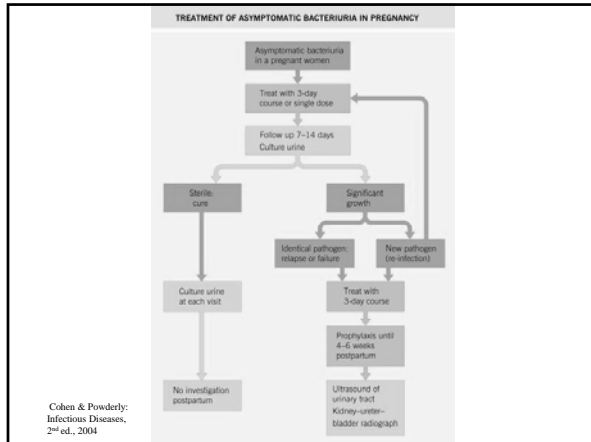 TREATMENT OF ASYMPTOMATIC BACTERIURIA IN PREGNANCY
Asymptomatic bacteriuria
in a pregnant women
Treat with 3-day
course or single dose
Follow up 7–14 days
Culture urine
Sterile:
cure
Significant
growth
Identical pathogen:
relapse or failure
New pathogen
(re-infection)
Culture urine
at each visit
Treat with
3-day course
Prophylaxis until
4–6 weeks
postpartum
No investigation
postpartum
Ultrasound of
urinary tract
Kidney–ureter–
bladder radiograph
Cohen & Powderly:
Infectious Diseases,
2nd ed., 2004